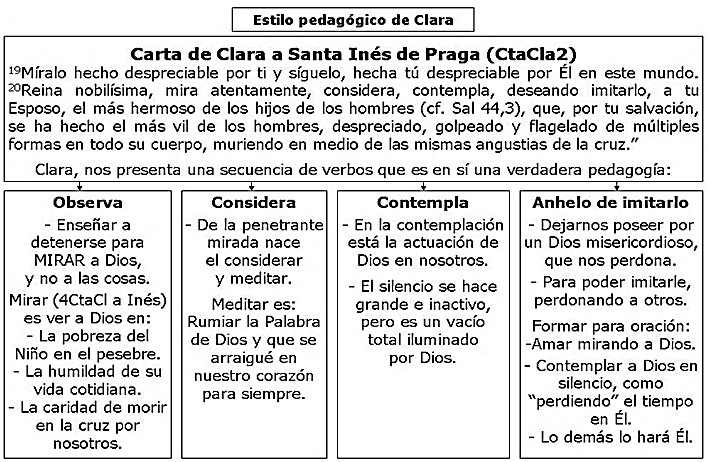 Estilo pedagógico de Clara
Carta de Clara a Santa Inés de Praga (CtaCla2)
¹⁹Míralo hecho despreciable por ti y síguelo, hecha tú despreciable por Él en este mundo.
²⁰Reina nobilísima, mira atentamente, considera, contempla, deseando imitarlo, a tu
Esposo, el más hermoso de los hijos de los hombres (cf. Sal 44,3), que, por tu salvación,
se ha hecho el más vil de los hombres, despreciado, golpeado y flagelado de múltiples
formas en todo su cuerpo, muriendo en medio de las mismas angustias de la cruz.”
Clara, nos presenta una secuencia de verbos que es en sí una verdadera pedagogía:
Observa
- Enseñar a
detenerse para
MIRAR a Dios,
y no a las cosas.
Mirar (4CtaCl a Inés)
es ver a Dios en:
- La pobreza del
Niño en el pesebre.
- La humildad de su
vida cotidiana.
- La caridad de morir
en la cruz por
nosotros.
Considera
- De la penetrante
mirada nace
el considerar
y meditar.
Meditar es:
Rumiar la Palabra
de Dios y que se
arraigué en
nuestro corazón
para siempre.
Contempla
- En la contemplación
está la actuación de
Dios en nosotros.
- El silencio se hace
grande e inactivo,
pero es un vacío
total iluminado
por Dios.
Anhelo de imitarlo
- Dejarnos poseer por
un Dios misericordioso,
que nos perdona.
- Para poder imitarle,
perdonando a otros.
Formar para oración:
-Amar mirando a Dios.
- Contemplar a Dios en
silencio, como
“perdiendo” el tiempo
en Él.
- Lo demás lo hará Él.